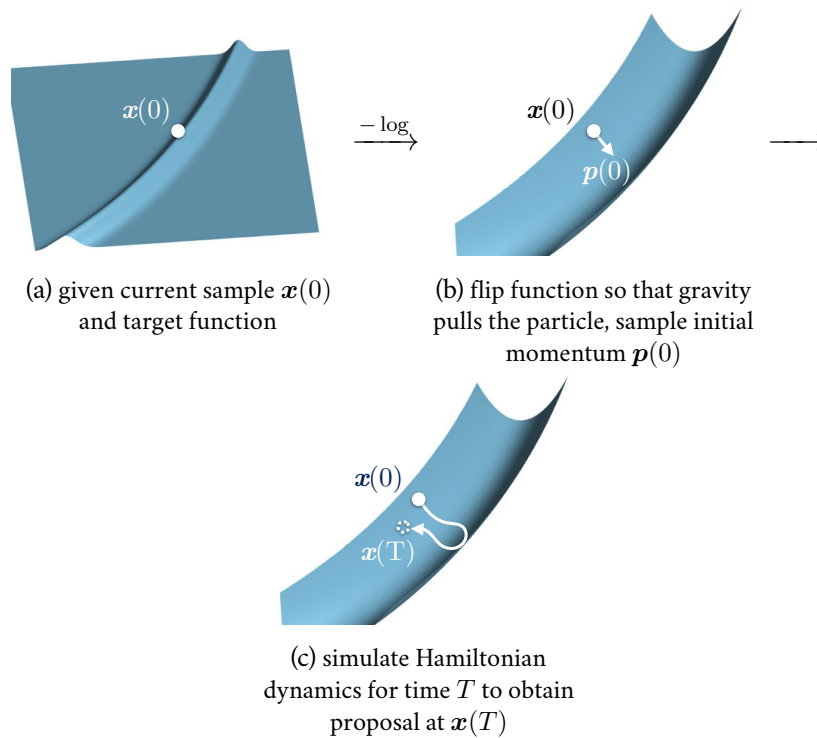 x(0)
− log
x(0)
p(0)
(a) given current sample x(0)
and target function
(b) flip function so that gravity
pulls the particle, sample initial
momentum p(0)
x(0)
x(T)
(c) simulate Hamiltonian
dynamics for time T to obtain
proposal at x(T)